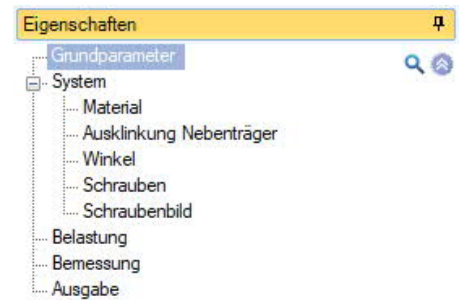 Eigenschaften
Grundparameter
System
Material
Ausklinkung Nebenträger
Winkel
Schrauben
Schraubenbild
Belastung
Bemessung
Ausgabe